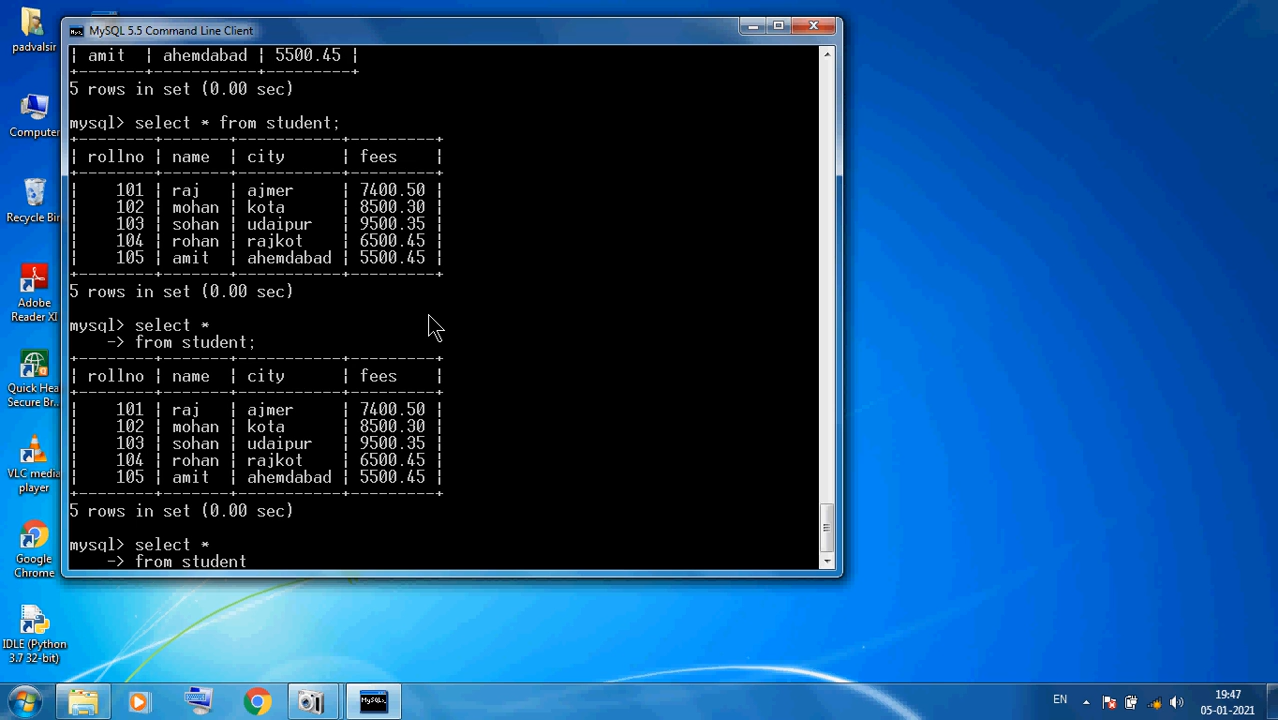 MySQL 5.5 Command Line Client
| amit | ahemdabad | 5500.45 |
+--------+-----------+---------+
5 rows in set (0.00 sec)
mysql> select * from student;
+--------+-------+-----------+---------+
| rollno | name | city | fees |
+--------+-------+-----------+---------+
| 101 | raj | ajmer | 7400.50 |
| 102 | mohan | kota | 8500.30 |
| 103 | sohan | udaipur | 9500.35 |
| 104 | rohan | rajkot | 6500.45 |
| 105 | amit | ahemdabad | 5500.45 |
+--------+-------+-----------+---------+
5 rows in set (0.00 sec)
mysql> select *
-> from student;
+--------+-------+-----------+---------+
| rollno | name | city | fees |
+--------+-------+-----------+---------+
| 101 | raj | ajmer | 7400.50 |
| 102 | mohan | kota | 8500.30 |
| 103 | sohan | udaipur | 9500.35 |
| 104 | rohan | rajkot | 6500.45 |
| 105 | amit | ahemdabad | 5500.45 |
+--------+-------+-----------+---------+
5 rows in set (0.00 sec)
mysql> select *
-> from student
padvalsir
Computer
Recycle Bin
Adobe
Reader XI
Quick Hea
Secure Br...
VLC media
player
Google
Chrome
IDLE (Python
3.7 32-bit)
MySQL
EN
19:47
05-01-2021